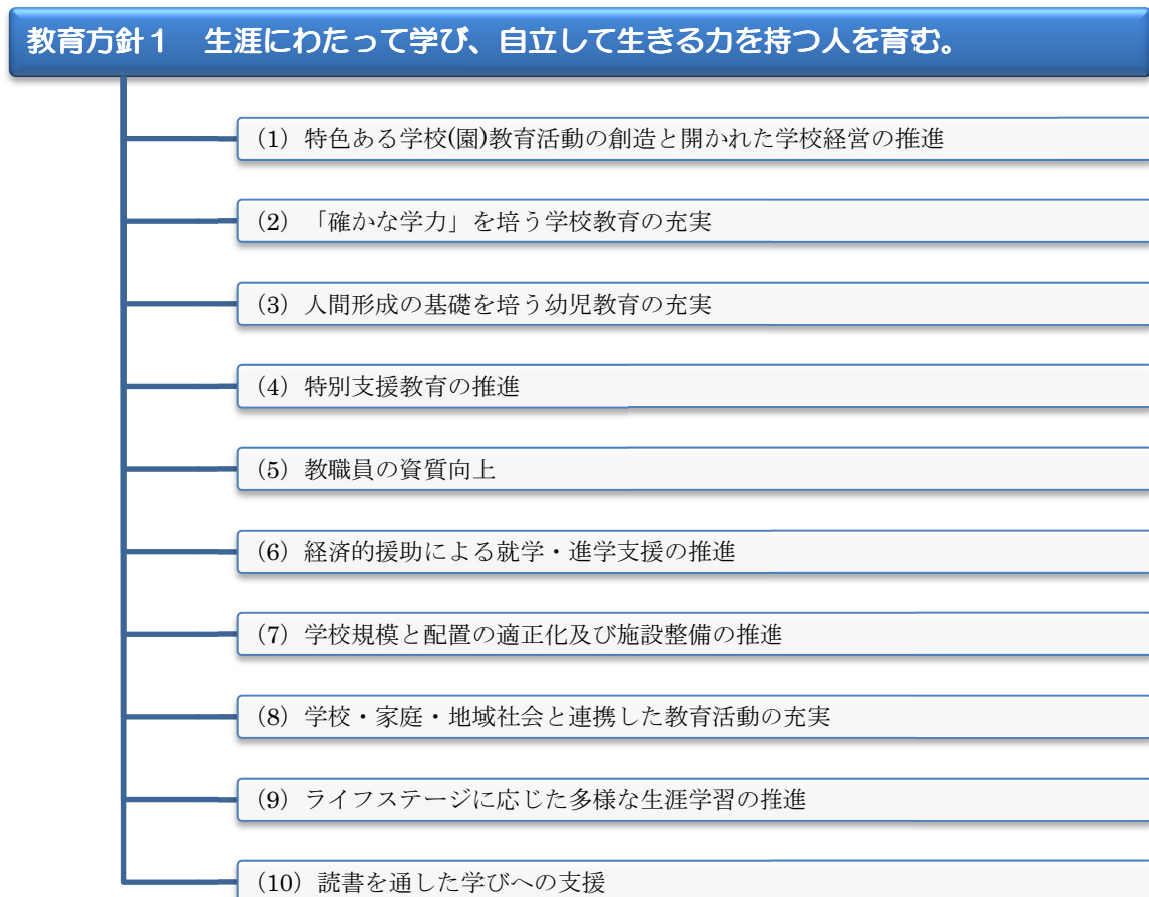 教育方針１　生涯にわたって学び、自立して生きる力を持つ人を育む。
（1）特色ある学校(園)教育活動の創造と開かれた学校経営の推進
（2）「確かな学力」を培う学校教育の充実
（3）人間形成の基礎を培う幼児教育の充実
（4）特別支援教育の推進
（5）教職員の資質向上
（6）経済的援助による就学・進学支援の推進
（7）学校規模と配置の適正化及び施設整備の推進
（8）学校・家庭・地域社会と連携した教育活動の充実
（9）ライフステージに応じた多様な生涯学習の推進
（10）読書を通した学びへの支援